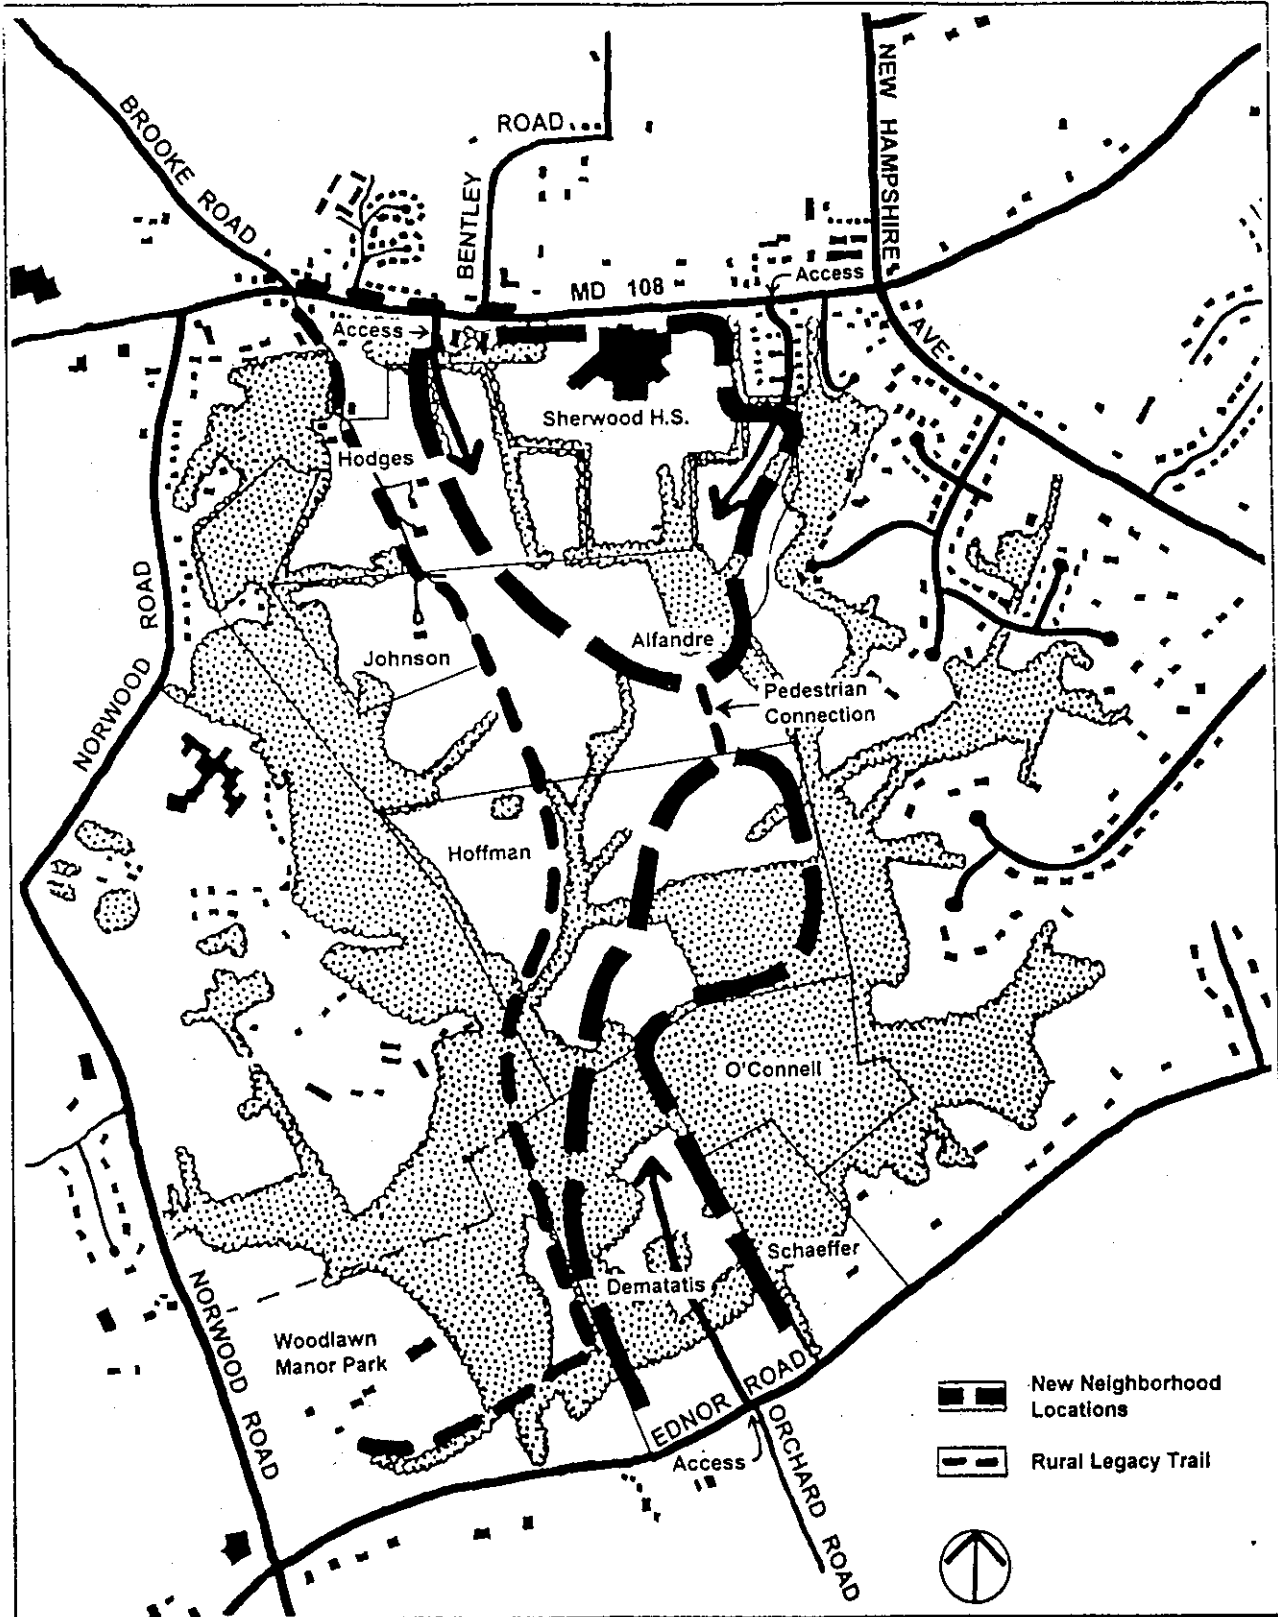 BROOKE ROAD
BENTLEY
ROAD
NEW HAMPSHIRE
AVE.
MD 108
Access
Access
Sherwood H.S.
Hodges
NORWOOD
ROAD
Alfandre
Johnson
Pedestrian
Connection
Hoffman
O'Connell
Schaeffer
Dematatis
Woodlawn
Manor Park
NORWOOD ROAD
EDNOR ROAD
Access
ORCHARD ROAD
New Neighborhood
Locations
Rural Legacy Trail